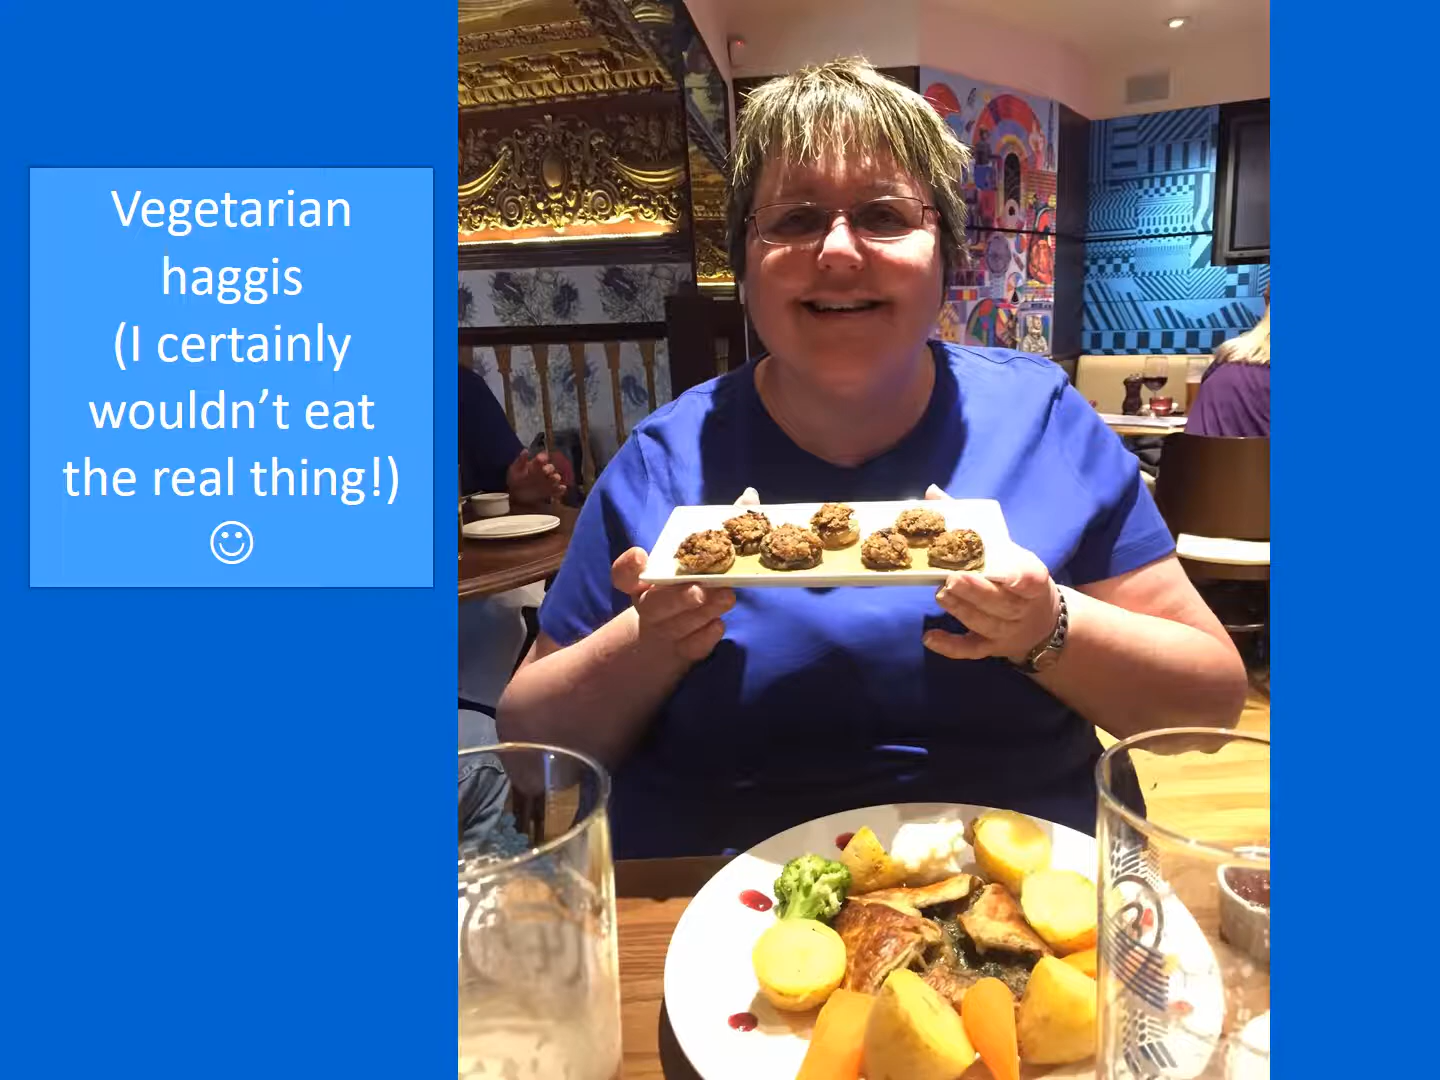 Vegetarian
haggis
(I certainly
wouldn’t eat
the real thing!)
☺